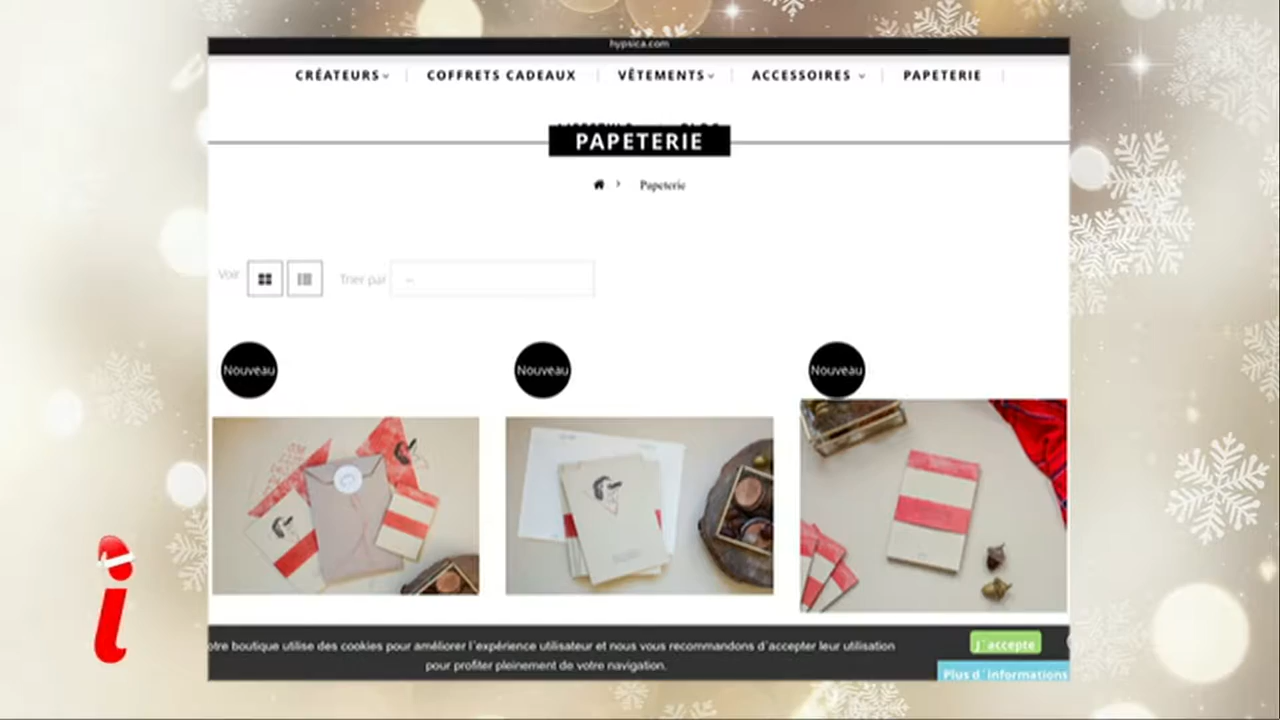 hypsica.com
CRÉATEURS
COFFRETS CADEAUX
VÊTEMENTS
ACCESSOIRES
PAPETERIE
PAPETERIE
Papeterie
Voir
Trier par
--
Nouveau
Nouveau
Nouveau
otre boutique utilise des cookies pour améliorer l'expérience utilisateur et nous vous recommandons d'accepter leur utilisation
pour profiter pleinement de votre navigation.
J'accepte
Plus d'informations
i